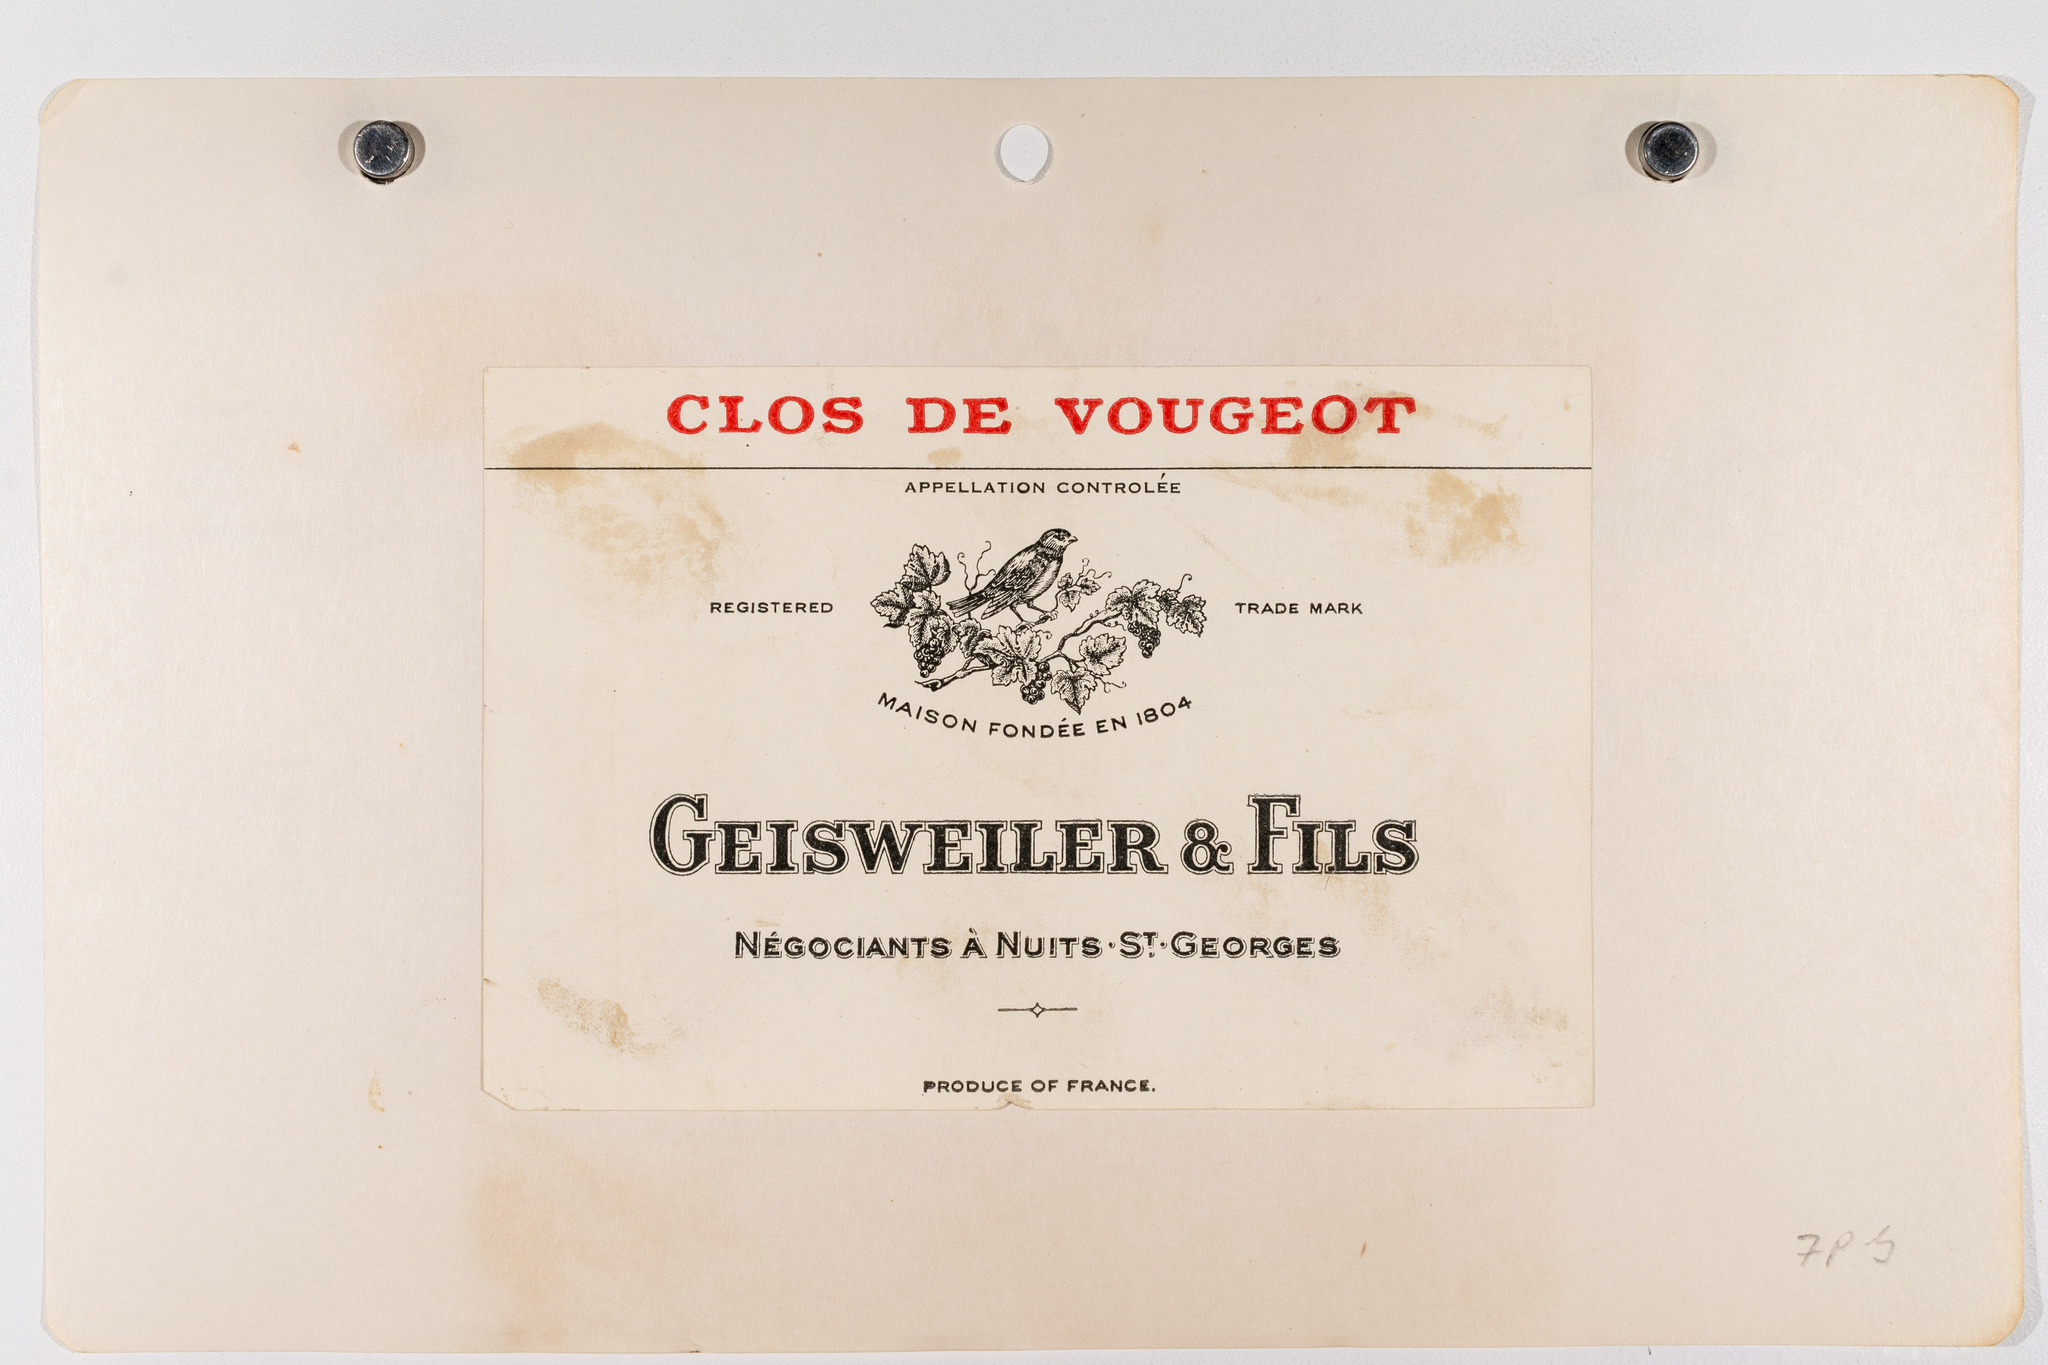 CLOS DE VOUGEOT
APPELLATION CONTROLÉE
REGISTERED TRADE MARK
MAISON FONDÉE EN 1804
GEISWEILER & FILS
NÉGOCIANTS À NUITS·ST·GEORGES
PRODUCE OF FRANCE.